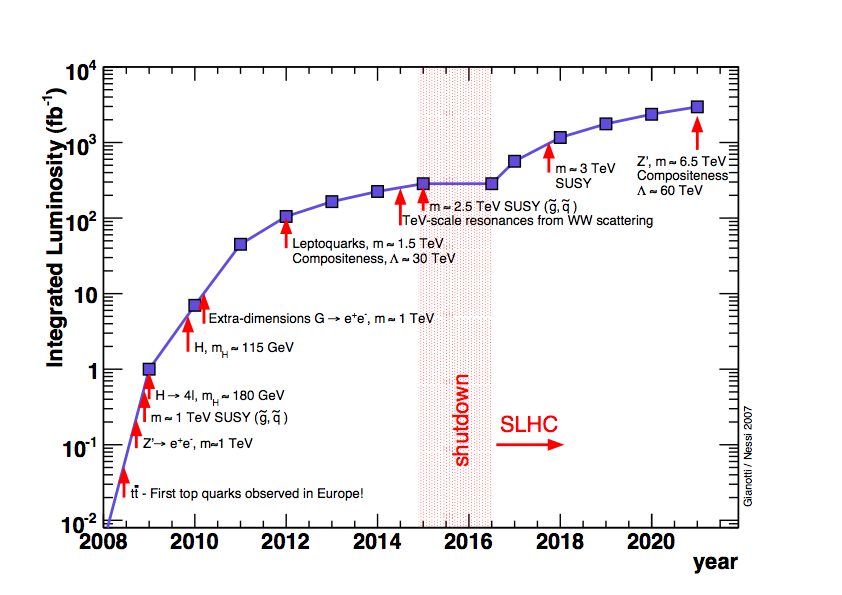 10⁴
10³
10²
10
1
10⁻¹
10⁻²
Integrated Luminosity (fb⁻¹)
Z', m ≈ 6.5 TeV
Compositeness
Λ ≈ 60 TeV
m ≈ 3 TeV
SUSY
m ≈ 2.5 TeV SUSY (g̃, q̃ )
TeV-scale resonances from WW scattering
Leptoquarks, m ≈ 1.5 TeV
Compositeness, Λ ≈ 30 TeV
Extra-dimensions G → e⁺e⁻, m ≈ 1 TeV
H, m_H ≈ 115 GeV
H → 4l, m_H ≈ 180 GeV
m ≈ 1 TeV SUSY (g̃, q̃ )
Z'→ e⁺e⁻, m≈1 TeV
tt̄ - First top quarks observed in Europe!
shutdown
SLHC
Gianotti / Nessi 2007
2008 2010 2012 2014 2016 2018 2020
year